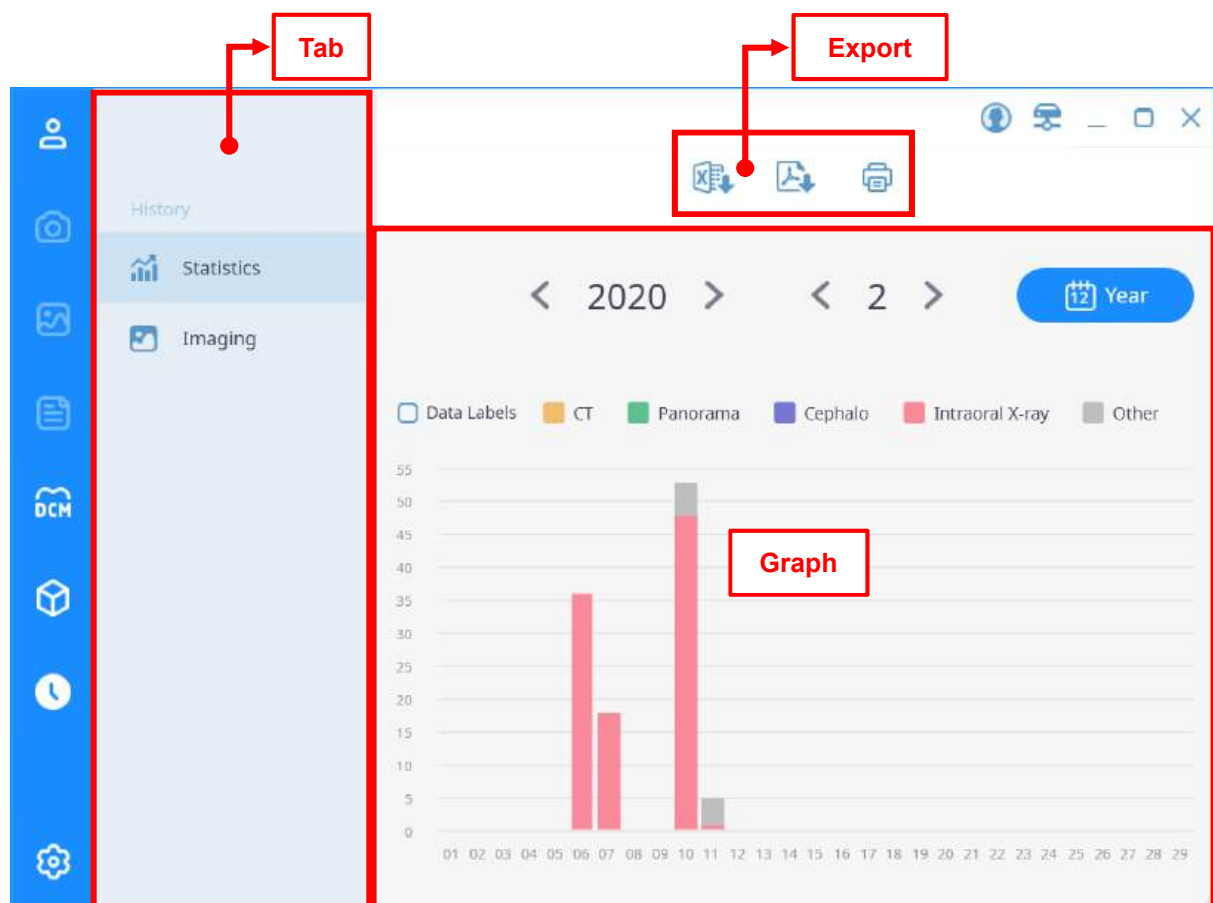 Tab
Export
History
Statistics
Imaging
DCM
2020
2
12 Year
Data Labels CT Panorama Cephalo Intraoral X-ray Other
55
50
45
40
35
30
25
20
15
10
5
0
Graph
01 02 03 04 05 06 07 08 09 10 11 12 13 14 15 16 17 18 19 20 21 22 23 24 25 26 27 28 29